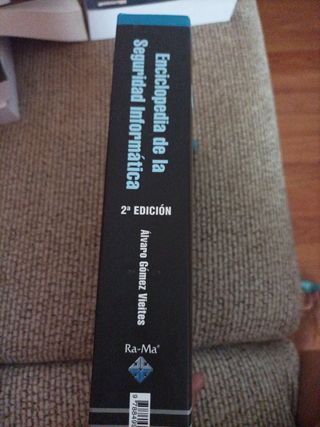 Enciclopedia de la
Seguridad Informática
2ª EDICIÓN
Álvaro Gómez Vieites
Ra-Ma®